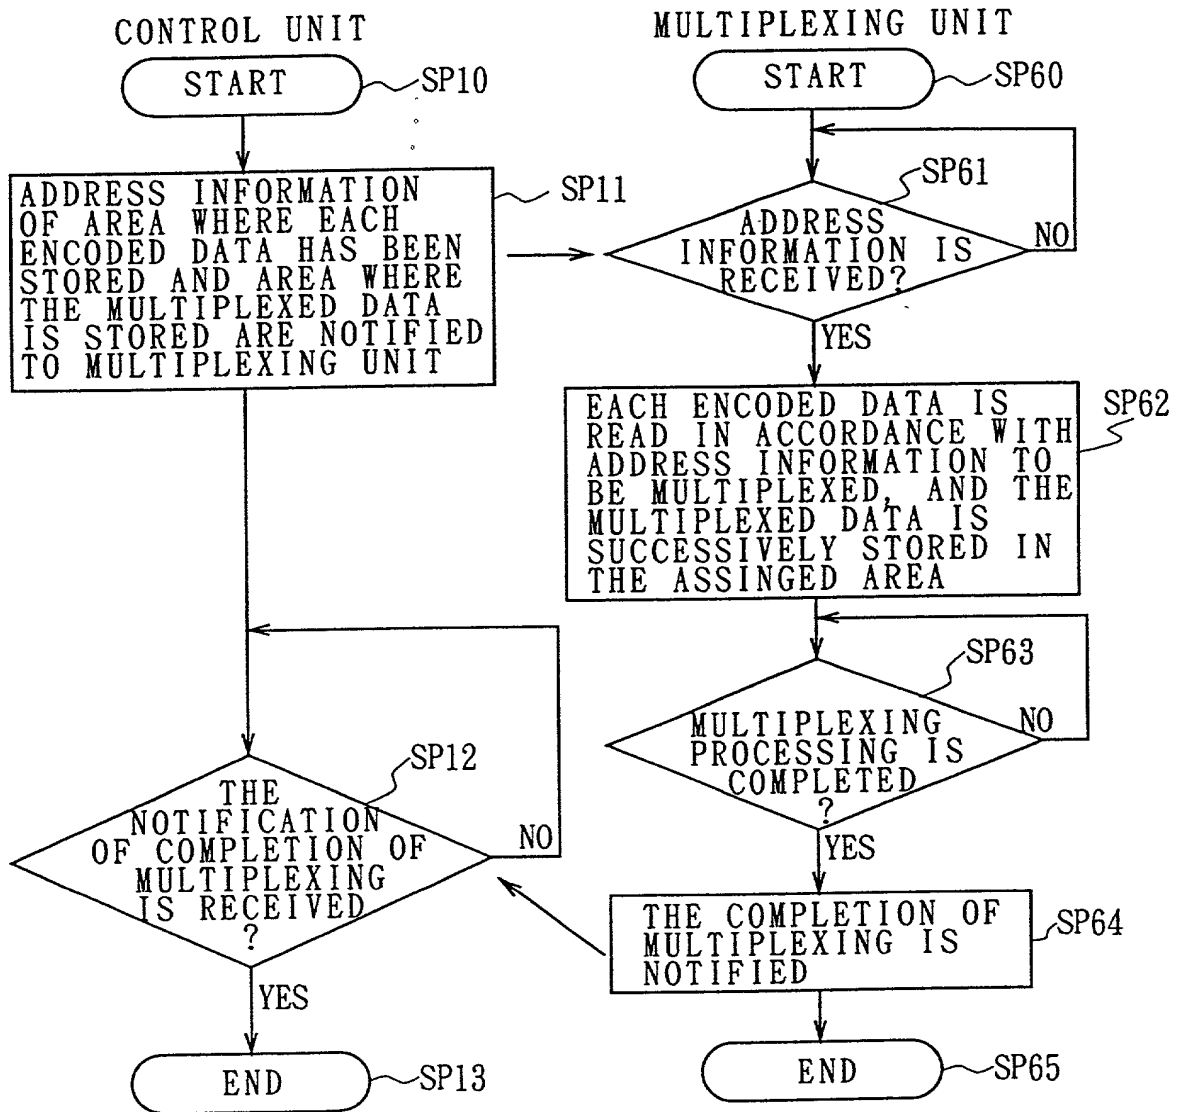 CONTROL UNIT
START
SP10
ADDRESS INFORMATION
OF AREA WHERE EACH
ENCODED DATA HAS BEEN
STORED AND AREA WHERE
THE MULTIPLEXED DATA
IS STORED ARE NOTIFIED
TO MULTIPLEXING UNIT
SP11
THE
NOTIFICATION
OF COMPLETION OF
MULTIPLEXING
IS RECEIVED
?
SP12
NO
YES
END
SP13
MULTIPLEXING UNIT
START
SP60
ADDRESS
INFORMATION IS
RECEIVED?
SP61
NO
YES
EACH ENCODED DATA IS
READ IN ACCORDANCE WITH
ADDRESS INFORMATION TO
BE MULTIPLEXED, AND THE
MULTIPLEXED DATA IS
SUCCESSIVELY STORED IN
THE ASSINGED AREA
SP62
MULTIPLEXING
PROCESSING IS
COMPLETED
?
SP63
NO
YES
THE COMPLETION OF
MULTIPLEXING IS
NOTIFIED
SP64
END
SP65